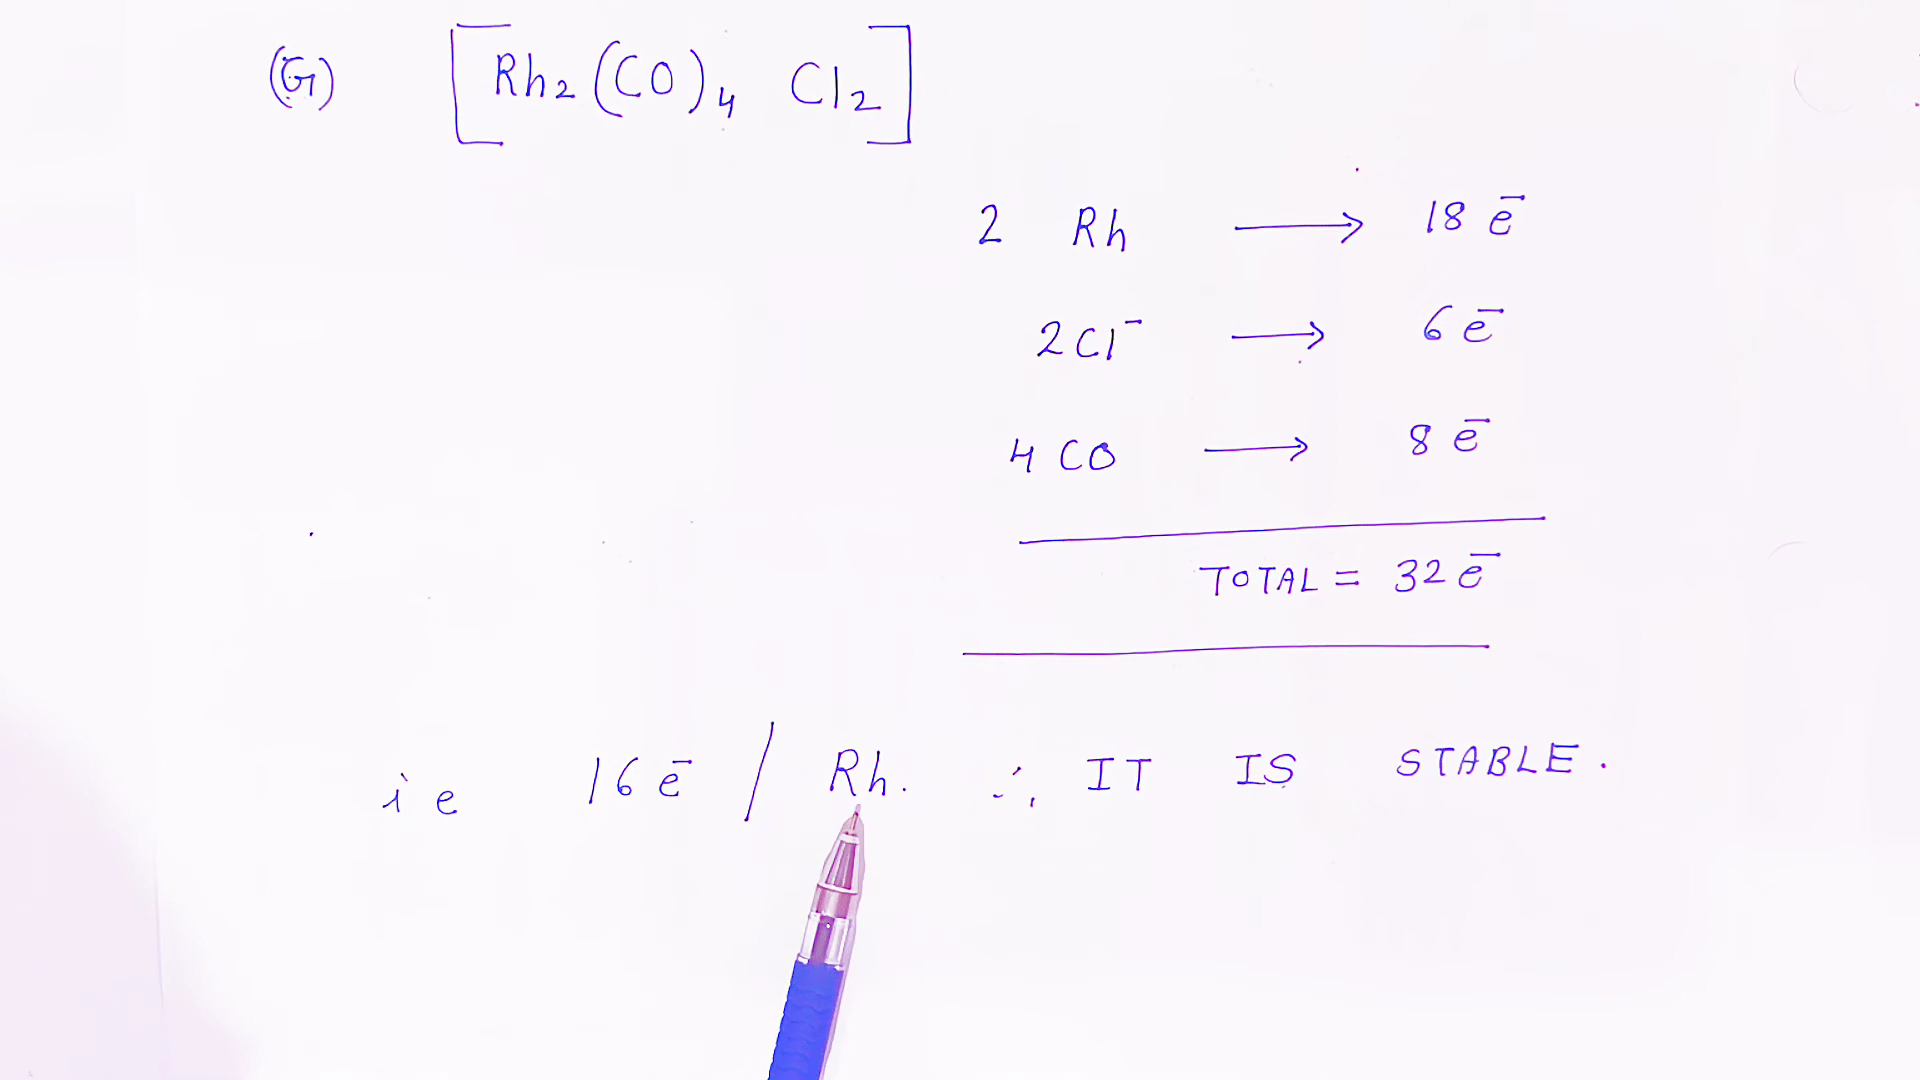 (G) [Rh₂(CO)₄ Cl₂]
2 Rh ⟶ 18 e⁻
2Cl⁻ ⟶ 6 e⁻
4 CO ⟶ 8 e⁻
TOTAL = 32 e⁻
ie 16 e⁻ / Rh. ∴ IT IS STABLE.